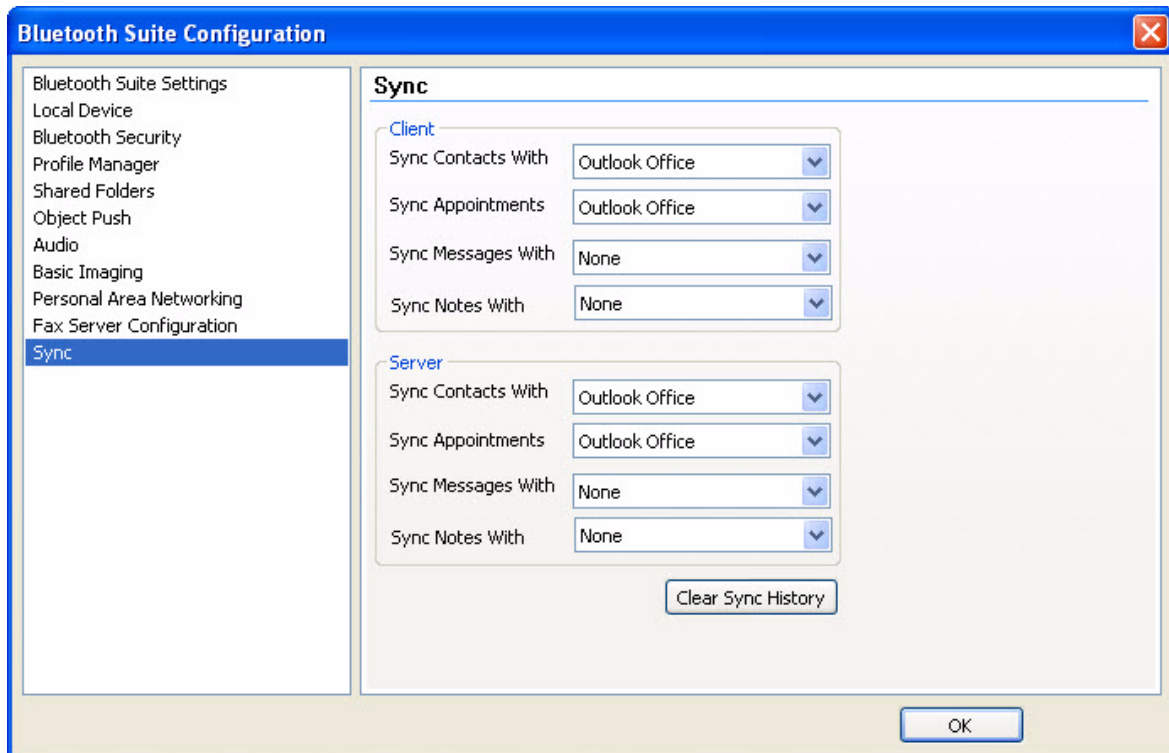 Bluetooth Suite Configuration
Bluetooth Suite Settings
Local Device
Bluetooth Security
Profile Manager
Shared Folders
Object Push
Audio
Basic Imaging
Personal Area Networking
Fax Server Configuration
Sync
Sync
Client
Sync Contacts With Outlook Office
Sync Appointments Outlook Office
Sync Messages With None
Sync Notes With None
Server
Sync Contacts With Outlook Office
Sync Appointments Outlook Office
Sync Messages With None
Sync Notes With None
Clear Sync History
OK